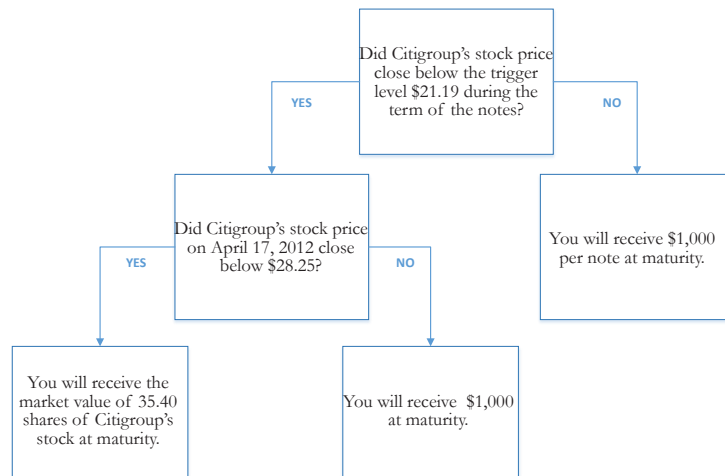 Did Citigroup’s stock price
close below the trigger
level $21.19 during the
term of the notes?
YES
NO
Did Citigroup’s stock price
on April 17, 2012 close
below $28.25?
You will receive $1,000
per note at maturity.
YES
NO
You will receive the
market value of 35.40
shares of Citigroup’s
stock at maturity.
You will receive $1,000
at maturity.